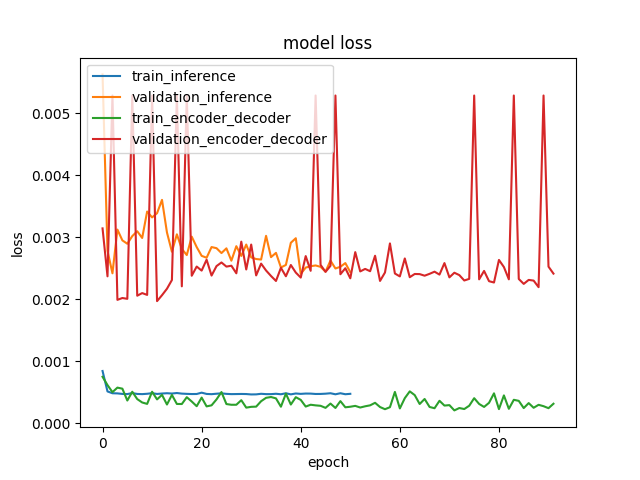 model loss
train_inference
validation_inference
train_encoder_decoder
validation_encoder_decoder
0.005
0.004
0.003
0.002
0.001
0.000
loss
0 20 40 60 80
epoch